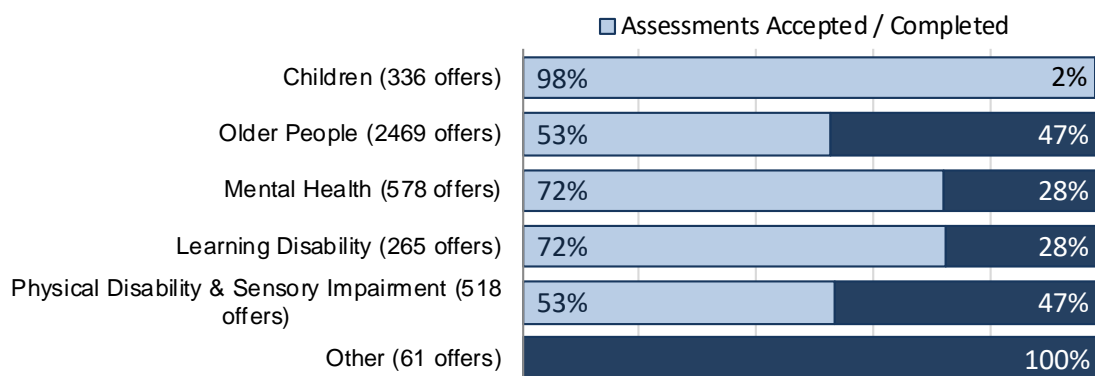 Assessments Accepted / Completed
Children (336 offers) 98% 2%
Older People (2469 offers) 53% 47%
Mental Health (578 offers) 72% 28%
Learning Disability (265 offers) 72% 28%
Physical Disability & Sensory Impairment (518
offers) 53% 47%
Other (61 offers) 100%